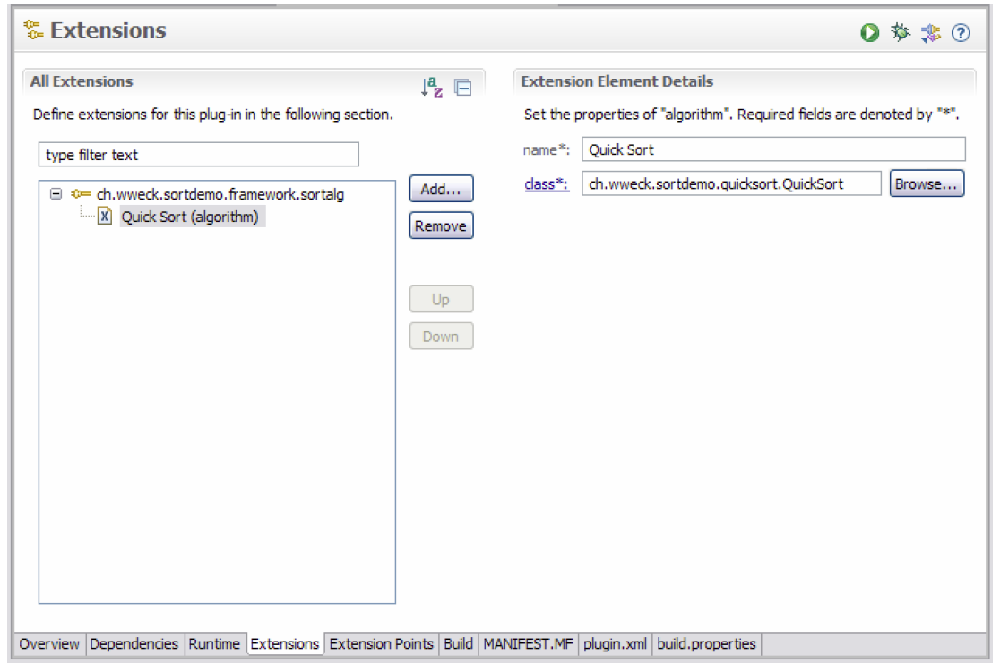 Extensions
All Extensions
Define extensions for this plug-in in the following section.
type filter text
ch.wweck.sortdemo.framework.sortalg
Quick Sort (algorithm)
Add...
Remove
Up
Down
Extension Element Details
Set the properties of "algorithm". Required fields are denoted by "*".
name*: Quick Sort
class*: ch.wweck.sortdemo.quicksort.QuickSort Browse...
Overview Dependencies Runtime Extensions Extension Points Build MANIFEST.MF plugin.xml build.properties